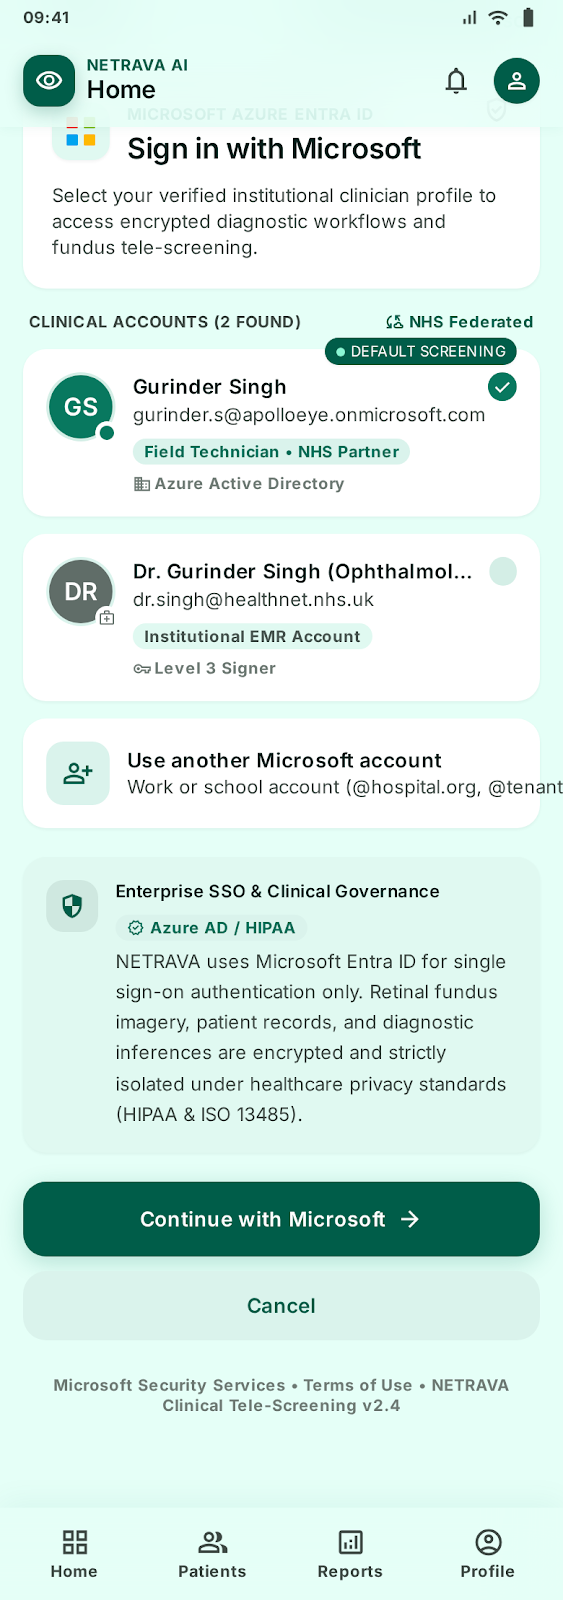 09:41
NETRAVA AI
Home
MICROSOFT AZURE ENTRA ID
Sign in with Microsoft
Select your verified institutional clinician profile to
access encrypted diagnostic workflows and
fundus tele-screening.
CLINICAL ACCOUNTS (2 FOUND)
NHS Federated
DEFAULT SCREENING
GS
Gurinder Singh
gurinder.s@apolloeye.onmicrosoft.com
Field Technician • NHS Partner
Azure Active Directory
DR
Dr. Gurinder Singh (Ophthalmol...
dr.singh@healthnet.nhs.uk
Institutional EMR Account
Level 3 Signer
Use another Microsoft account
Work or school account (@hospital.org, @tenant
Enterprise SSO & Clinical Governance
Azure AD / HIPAA
NETRAVA uses Microsoft Entra ID for single
sign-on authentication only. Retinal fundus
imagery, patient records, and diagnostic
inferences are encrypted and strictly
isolated under healthcare privacy standards
(HIPAA & ISO 13485).
Continue with Microsoft →
Cancel
Microsoft Security Services • Terms of Use • NETRAVA
Clinical Tele-Screening v2.4
Home
Patients
Reports
Profile